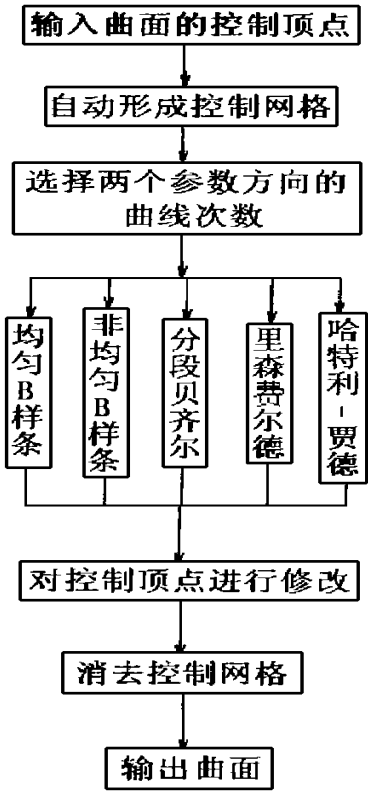 输入曲面的控制顶点
自动形成控制网格
选择两个参数方向的
曲线次数
均匀B样条
非均匀B样条
分段贝齐尔
里森费尔德
哈特利-贾德
对控制顶点进行修改
消去控制网格
输出曲面